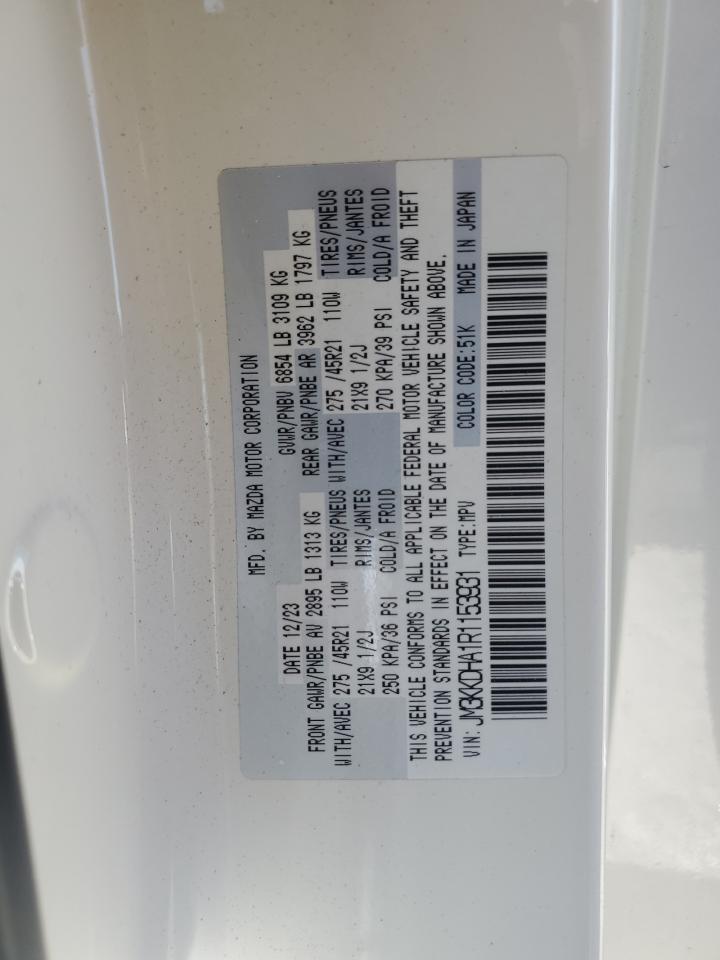 MFD. BY MAZDA MOTOR CORPORATION
DATE 12/23 GVWR/PNBV 6854 LB 3109 KG
FRONT GAWR/PNBE AV 2895 LB 1313 KG REAR GAWR/PNBE AR 3962 LB 1797 KG
WITH/AVEC 275 /45R21 110W TIRES/PNEUS WITH/AVEC 275 /45R21 110W TIRES/PNEUS
21X9 1/2J RIMS/JANTES 21X9 1/2J RIMS/JANTES
250 KPA/36 PSI COLD/A FROID 270 KPA/39 PSI COLD/A FROID
THIS VEHICLE CONFORMS TO ALL APPLICABLE FEDERAL MOTOR VEHICLE SAFETY AND THEFT
PREVENTION STANDARDS IN EFFECT ON THE DATE OF MANUFACTURE SHOWN ABOVE.
VIN: JM3KKDHA1R1153931 TYPE:MPV COLOR CODE:51K MADE IN JAPAN